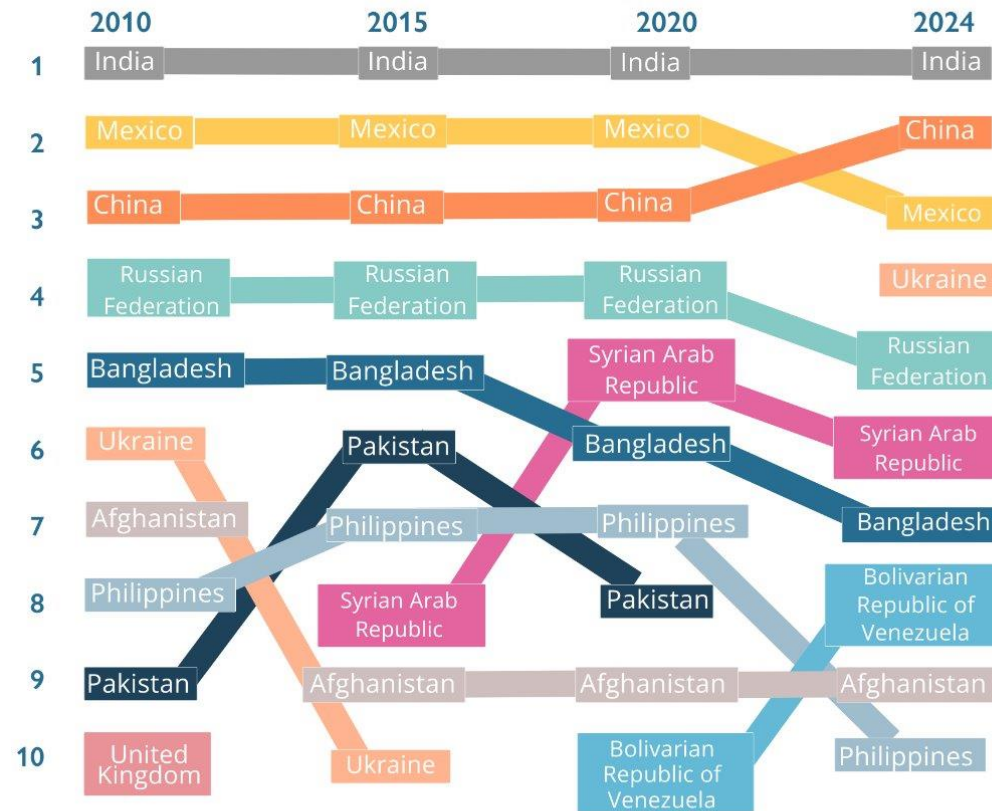 2010 2015 2020 2024
1 India India India India
2 Mexico Mexico Mexico China
3 China China China Mexico
4 Russian
Federation Russian
Federation Russian
Federation Ukraine
5 Bangladesh Bangladesh Syrian Arab
Republic Russian
Federation
6 Ukraine Pakistan Bangladesh Syrian Arab
Republic
7 Afghanistan Philippines Philippines Bangladesh
8 Philippines Syrian Arab
Republic Pakistan Bolivarian
Republic of
Venezuela
9 Pakistan Afghanistan Afghanistan Afghanistan
10 United
Kingdom Ukraine Bolivarian
Republic of
Venezuela Philippines